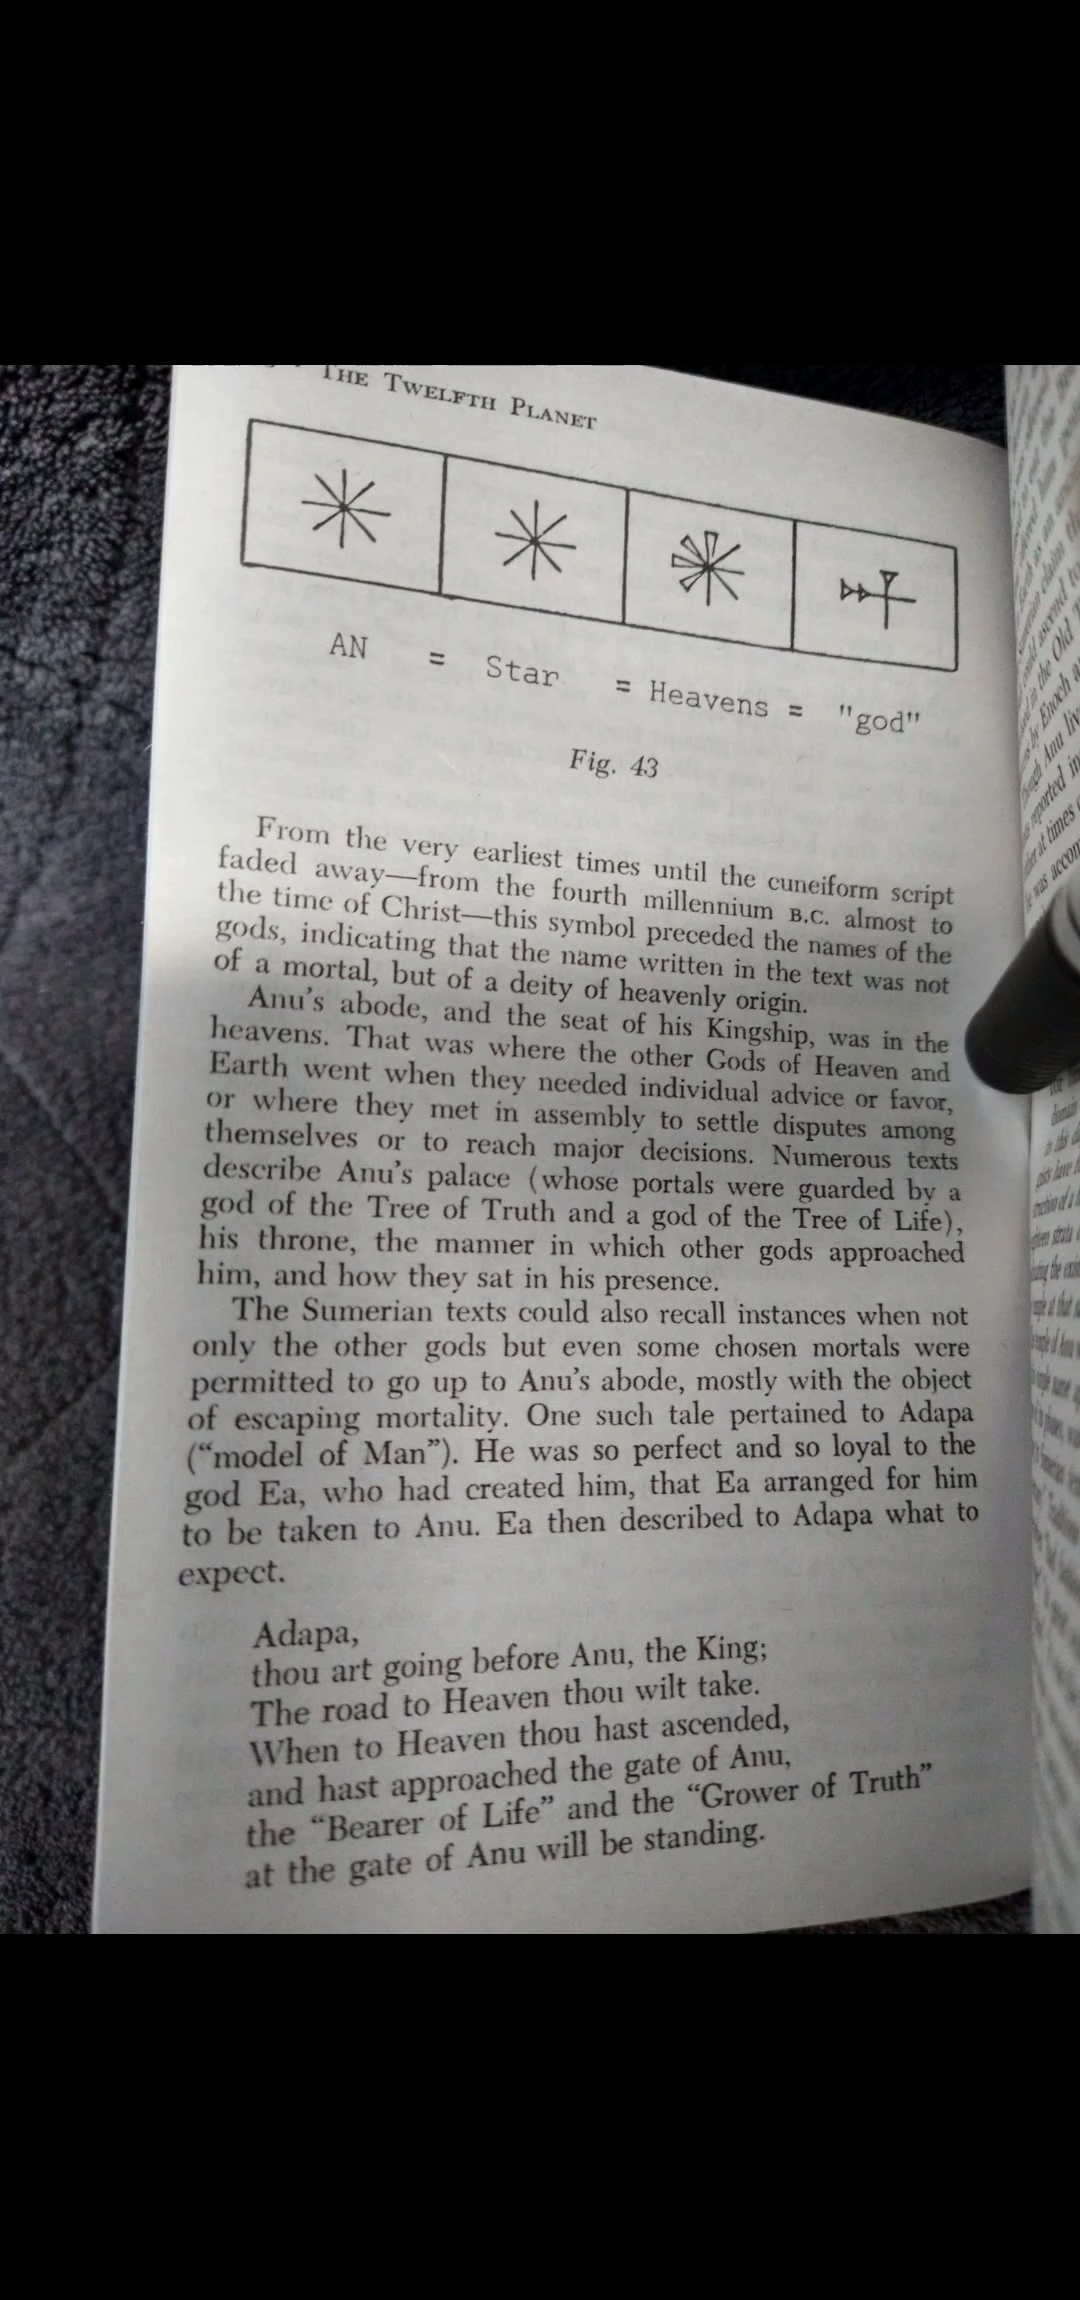 THE TWELFTH PLANET
AN = Star = Heavens = "god"
Fig. 43
From the very earliest times until the cuneiform script
faded away—from the fourth millennium B.C. almost to
the time of Christ—this symbol preceded the names of the
gods, indicating that the name written in the text was not
of a mortal, but of a deity of heavenly origin.
Anu's abode, and the seat of his Kingship, was in the
heavens. That was where the other Gods of Heaven and
Earth went when they needed individual advice or favor,
or where they met in assembly to settle disputes among
themselves or to reach major decisions. Numerous texts
describe Anu's palace (whose portals were guarded by a
god of the Tree of Truth and a god of the Tree of Life),
his throne, the manner in which other gods approached
him, and how they sat in his presence.
The Sumerian texts could also recall instances when not
only the other gods but even some chosen mortals were
permitted to go up to Anu's abode, mostly with the object
of escaping mortality. One such tale pertained to Adapa
("model of Man"). He was so perfect and so loyal to the
god Ea, who had created him, that Ea arranged for him
to be taken to Anu. Ea then described to Adapa what to
expect.
Adapa,
thou art going before Anu, the King;
The road to Heaven thou wilt take.
When to Heaven thou hast ascended,
and hast approached the gate of Anu,
the "Bearer of Life" and the "Grower of Truth"
at the gate of Anu will be standing.